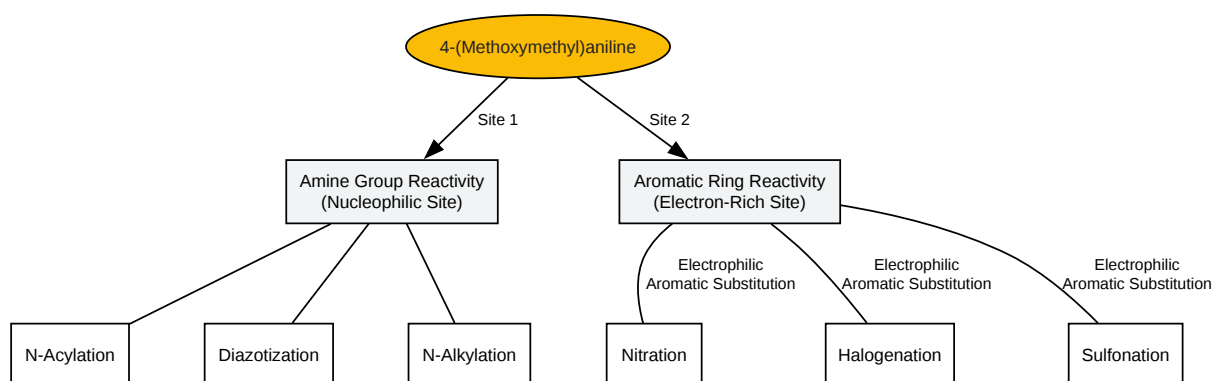 4-(Methoxymethyl)aniline
Site 1
Site 2
Amine Group Reactivity
(Nucleophilic Site)
Aromatic Ring Reactivity
(Electron-Rich Site)
Electrophilic
Aromatic Substitution
Electrophilic
Aromatic Substitution
Electrophilic
Aromatic Substitution
N-Acylation
Diazotization
N-Alkylation
Nitration
Halogenation
Sulfonation